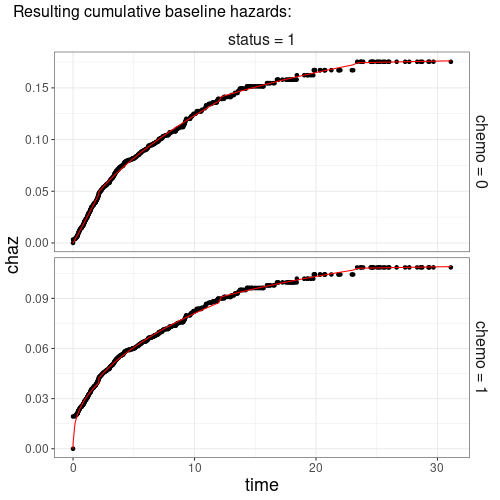 Resulting cumulative baseline hazards:
status = 1
0.15
0.10
0.05
0.00
chemo = 0
chaz
0.09
0.06
0.03
0.00
chemo = 1
0
10
20
30
time